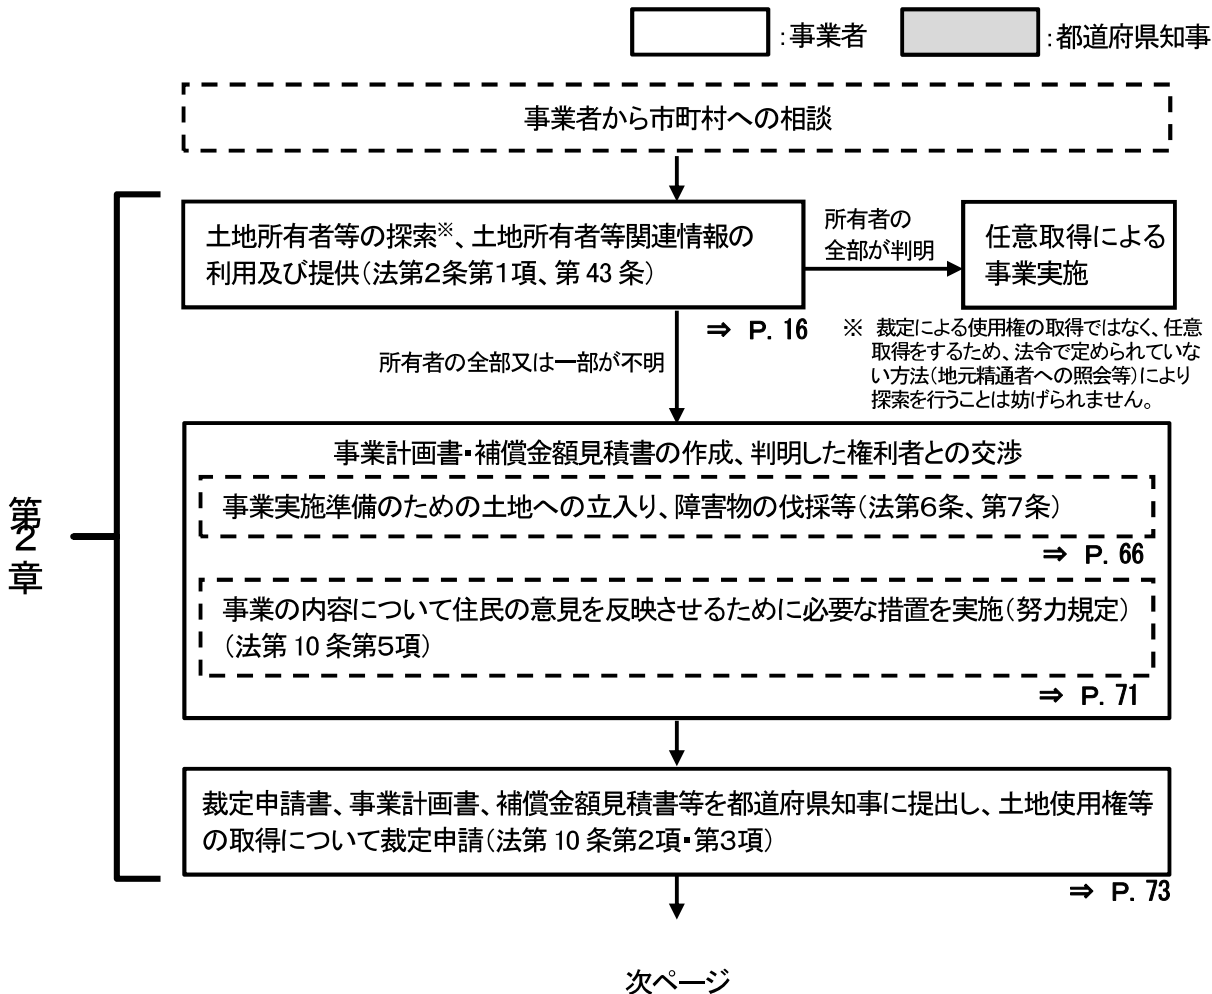 ：事業者
：都道府県知事
事業者から市町村への相談
第２章
土地所有者等の探索※、土地所有者等関連情報の
利用及び提供（法第２条第１項、第 43 条）
所有者の
全部が判明
任意取得による
事業実施
⇒ Ｐ. 16
※ 裁定による使用権の取得ではなく、任意
取得をするため、法令で定められていな
い方法（地元精通者への照会等）により
探索を行うことは妨げられません。
所有者の全部又は一部が不明
事業計画書・補償金額見積書の作成、判明した権利者との交渉
事業実施準備のための土地への立入り、障害物の伐採等（法第６条、第７条）
⇒ Ｐ. 66
事業の内容について住民の意見を反映させるために必要な措置を実施（努力規定）
（法第 10 条第５項）
⇒ Ｐ. 71
裁定申請書、事業計画書、補償金額見積書等を都道府県知事に提出し、土地使用権等
の取得について裁定申請（法第 10 条第２項・第３項）
⇒ Ｐ. 73
次ページ